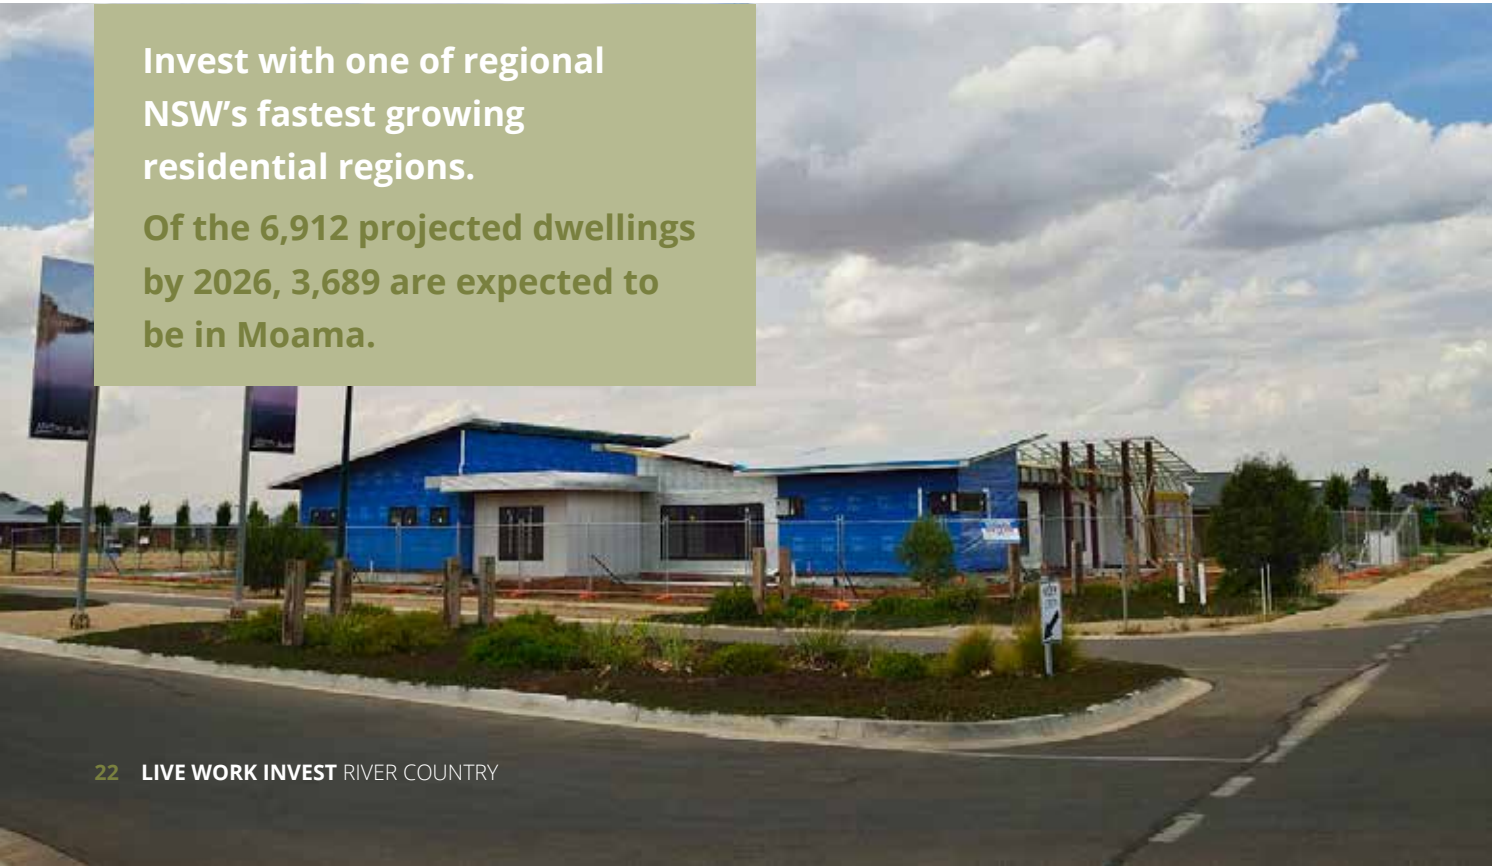 Invest with one of regional
NSW’s fastest growing
residential regions.
Of the 6,912 projected dwellings
by 2026, 3,689 are expected to
be in Moama.
22 LIVE WORK INVEST RIVER COUNTRY